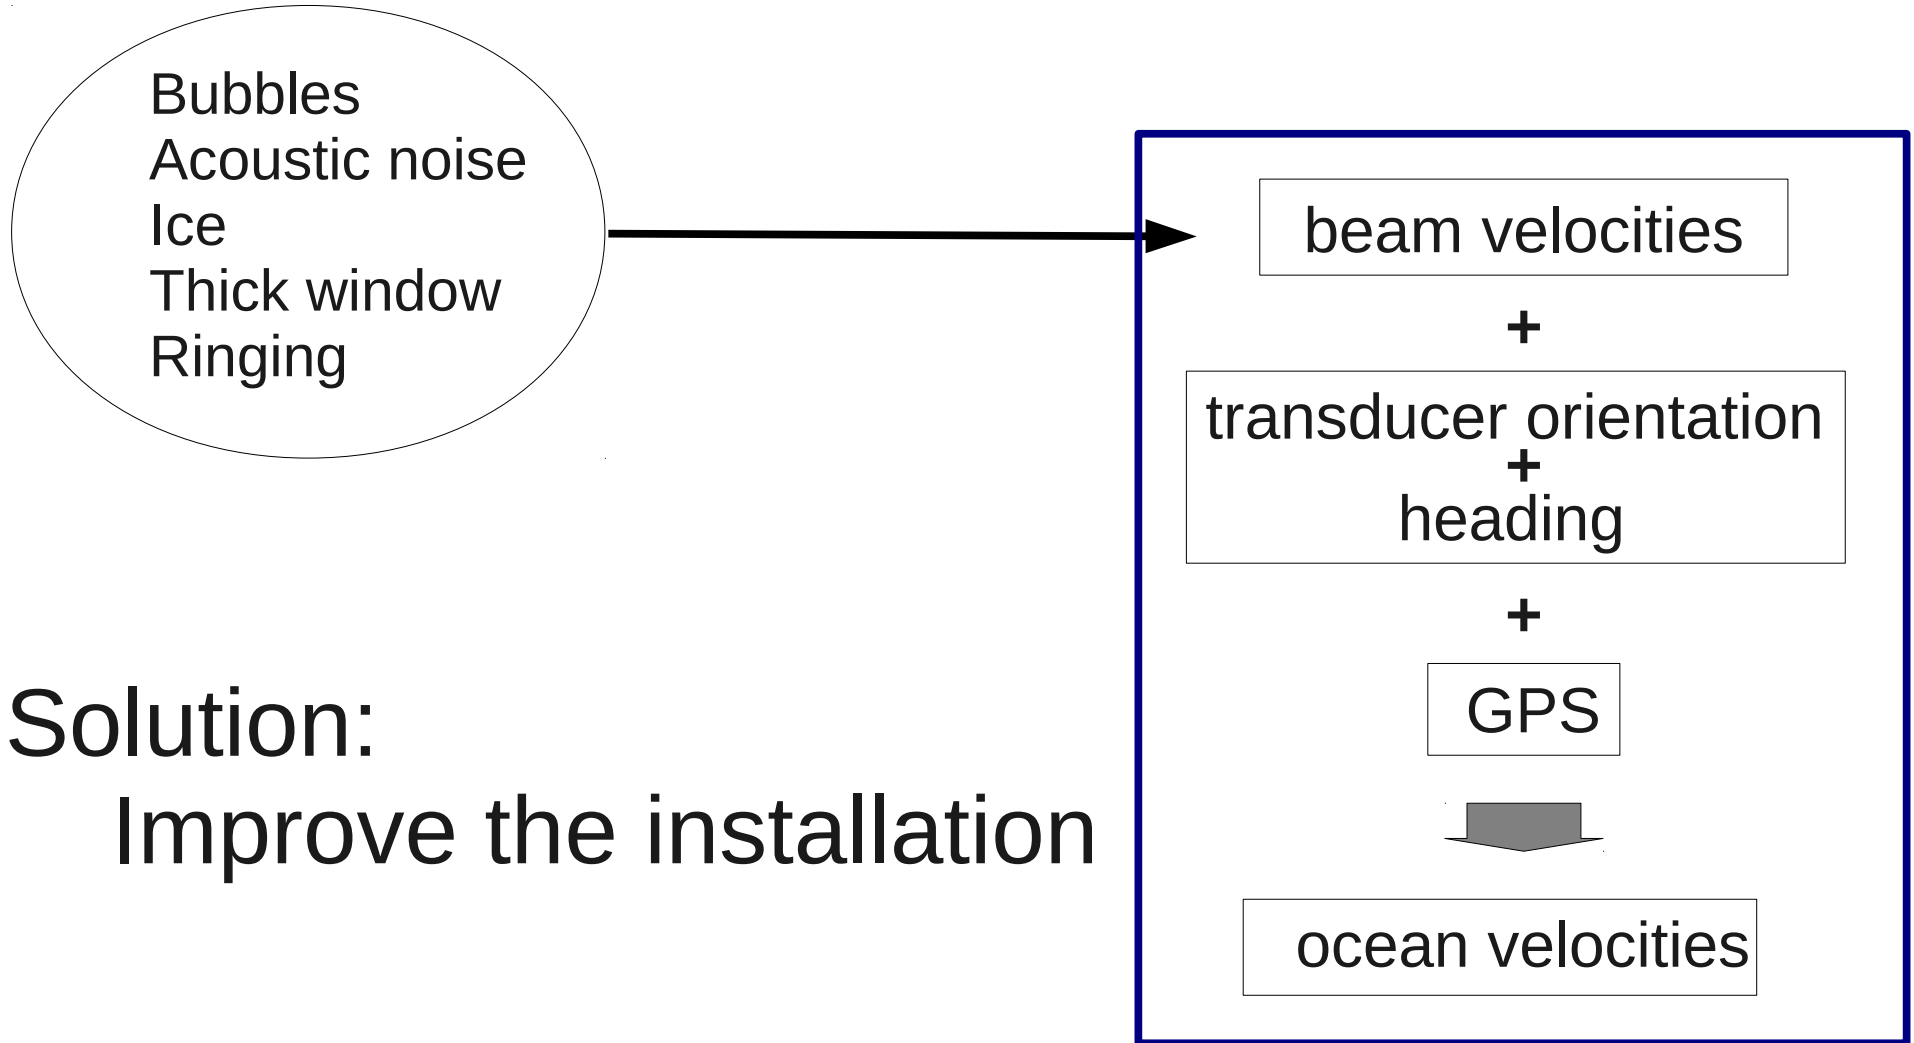 Bubbles
Acoustic noise
Ice
Thick window
Ringing
beam velocities
+
transducer orientation
+
heading
+
GPS
ocean velocities
Solution:
Improve the installation